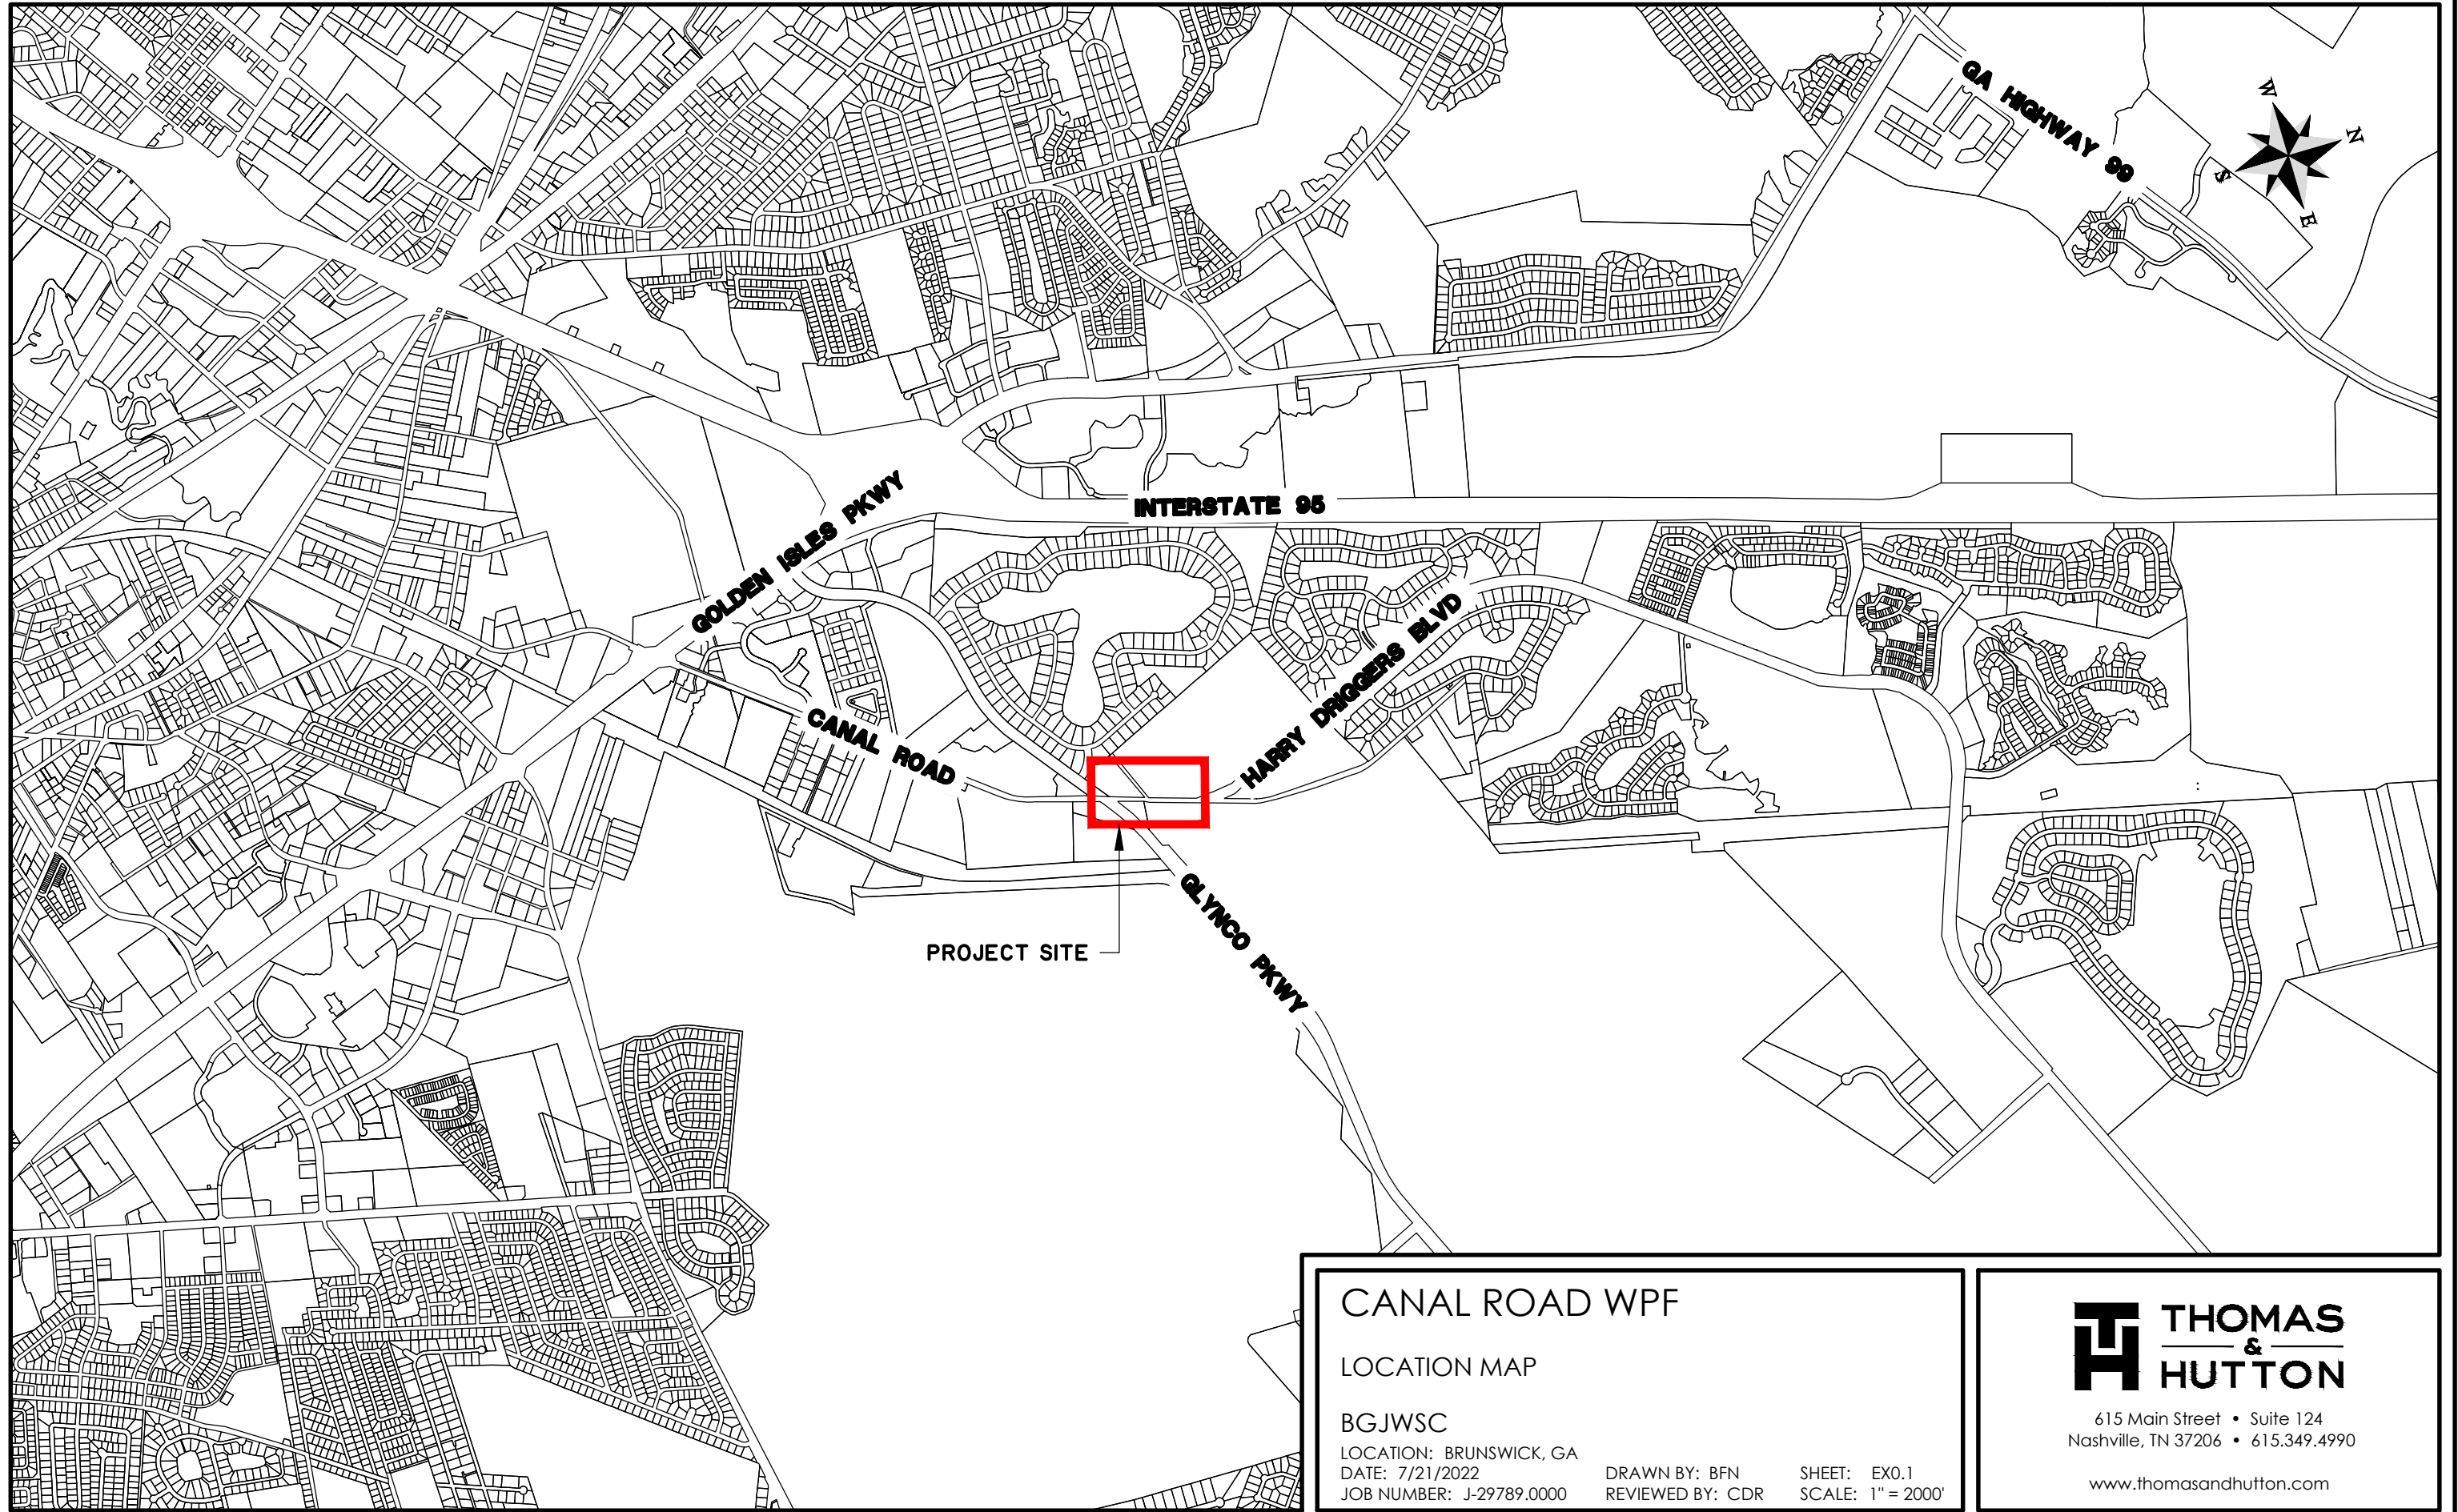 GA HIGHWAY 99
W
N
S
E
INTERSTATE 95
GOLDEN ISLES PKWY
HARRY DRIGGERS BLVD
CANAL ROAD
GLYNCO PKWY
PROJECT SITE
CANAL ROAD WPF
LOCATION MAP
BGJWSC
LOCATION: BRUNSWICK, GA
DATE: 7/21/2022
DRAWN BY: BFN
SHEET: EX0.1
JOB NUMBER: J-29789.0000
REVIEWED BY: CDR
SCALE: 1" = 2000'
TH
THOMAS
&
HUTTON
615 Main Street • Suite 124
Nashville, TN 37206 • 615.349.4990
www.thomasandhutton.com